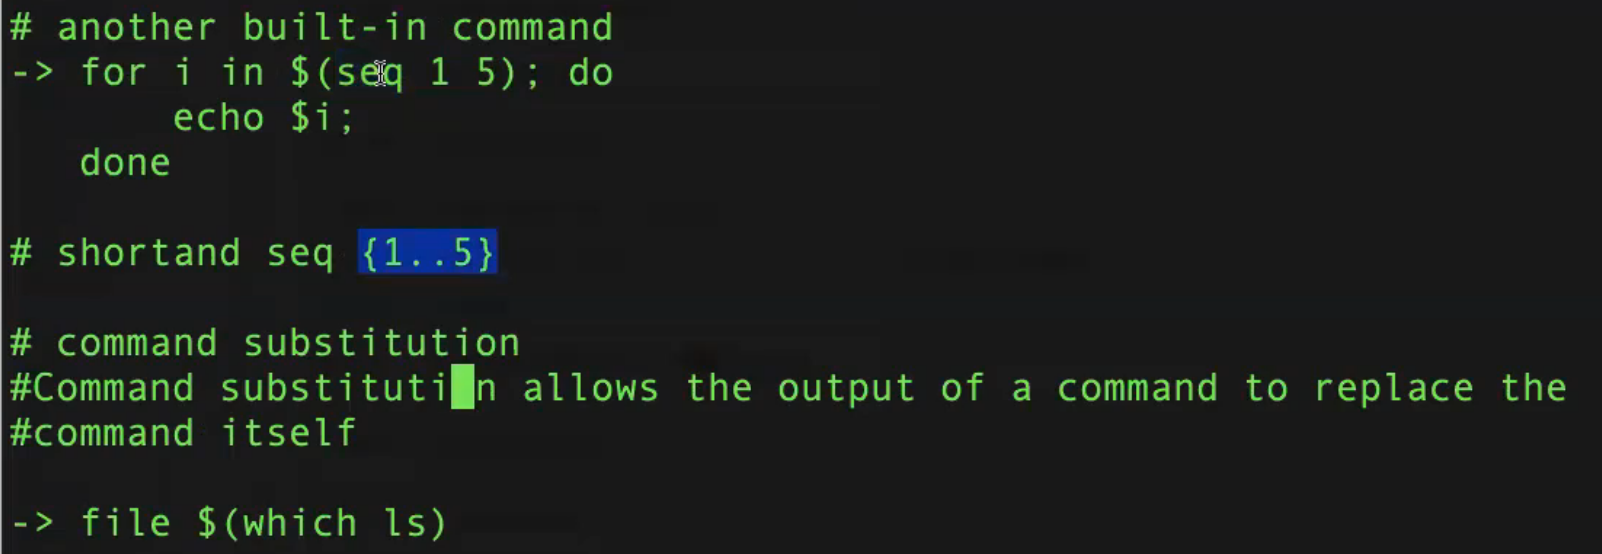 # another built-in command
-> for i in $(seq 1 5); do
echo $i;
done
# shortand seq {1..5}
# command substitution
#Command substituti n allows the output of a command to replace the
#command itself
-> file $(which ls)